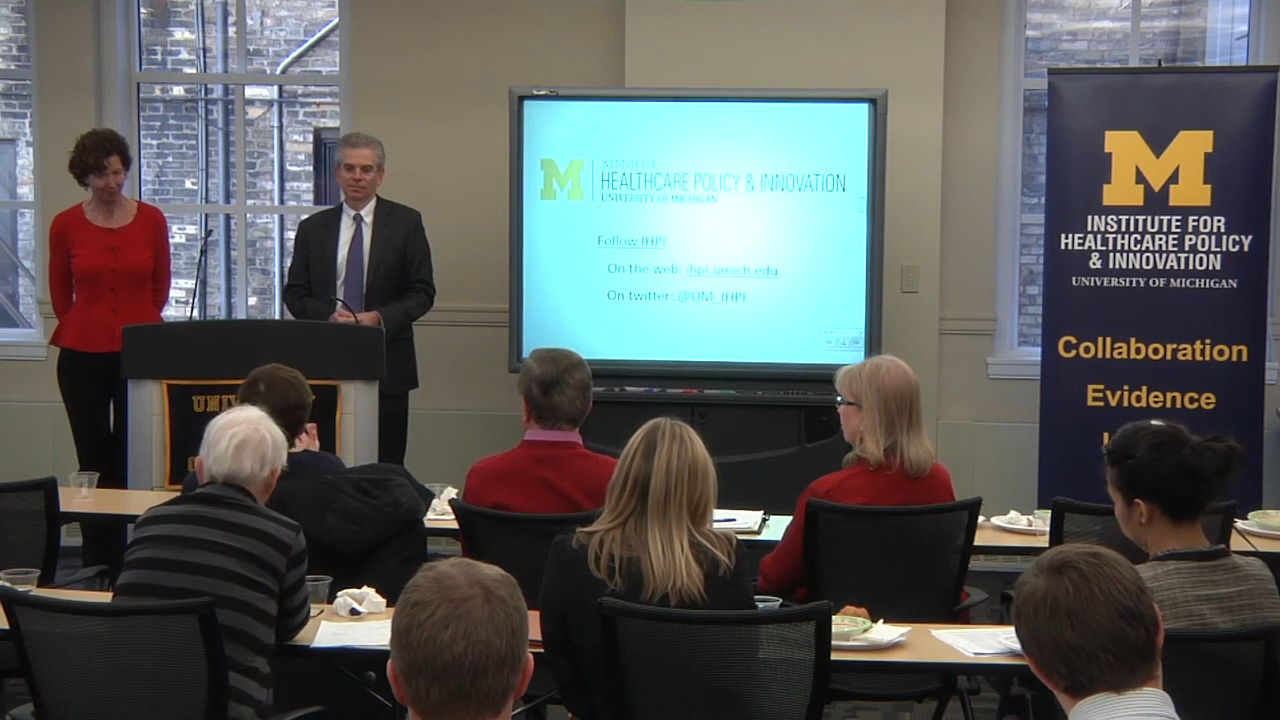 M
INSTITUTE FOR
HEALTHCARE POLICY & INNOVATION
UNIVERSITY OF MICHIGAN
Follow IHPI
On the web: ihpi.umich.edu
On twitter: @UM_IHPI
M
INSTITUTE FOR
HEALTHCARE POLICY
& INNOVATION
UNIVERSITY OF MICHIGAN
Collaboration
Evidence